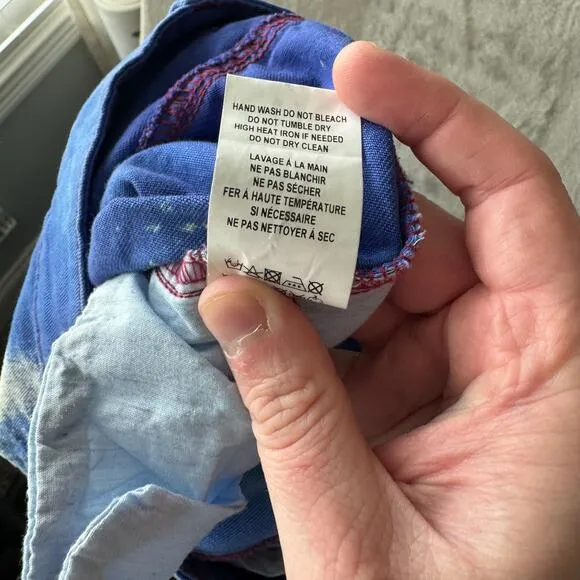 HAND WASH DO NOT BLEACH
DO NOT TUMBLE DRY
HIGH HEAT IRON IF NEEDED
DO NOT DRY CLEAN
LAVAGE À LA MAIN
NE PAS BLANCHIR
NE PAS SÉCHER
FER À HAUTE TEMPÉRATURE
SI NÉCESSAIRE
NE PAS NETTOYER À SEC